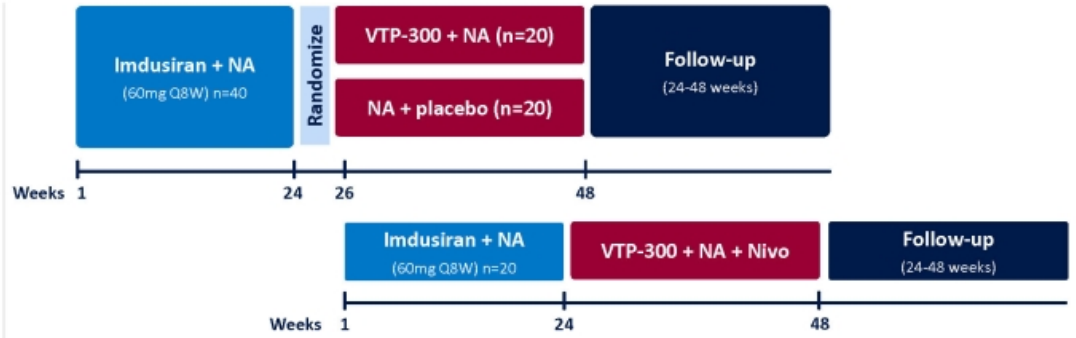 Imdusiran + NA
(60mg Q8W) n=40
Randomize
VTP-300 + NA (n=20)
NA + placebo (n=20)
Follow-up
(24-48 weeks)
Weeks 1 24 26 48
Imdusiran + NA
(60mg Q8W) n=20
VTP-300 + NA + Nivo
Follow-up
(24-48 weeks)
Weeks 1 24 48